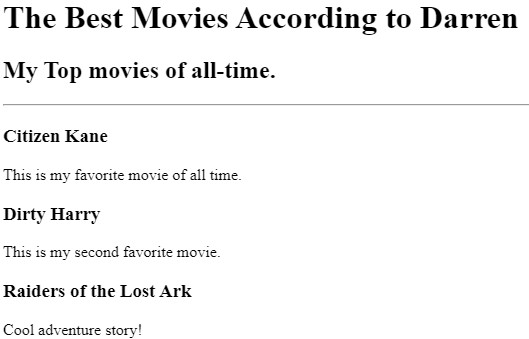 The Best Movies According to Darren
My Top movies of all-time.
Citizen Kane
This is my favorite movie of all time.
Dirty Harry
This is my second favorite movie.
Raiders of the Lost Ark
Cool adventure story!